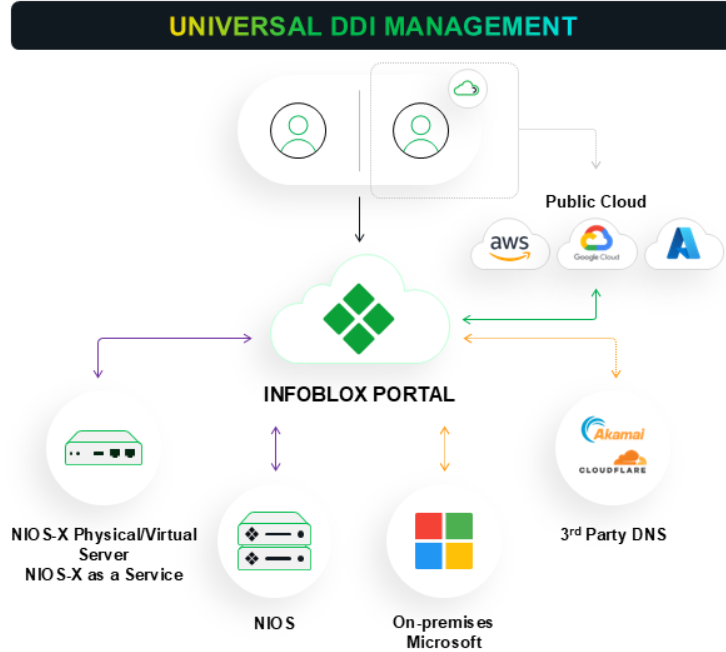 UNIVERSAL DDI MANAGEMENT
Public Cloud
aws
Google Cloud
INFOBLOX PORTAL
Akamai
CLOUDFLARE
NIOS-X Physical/Virtual
Server
NIOS-X as a Service
3rd Party DNS
NIOS
On-premises
Microsoft